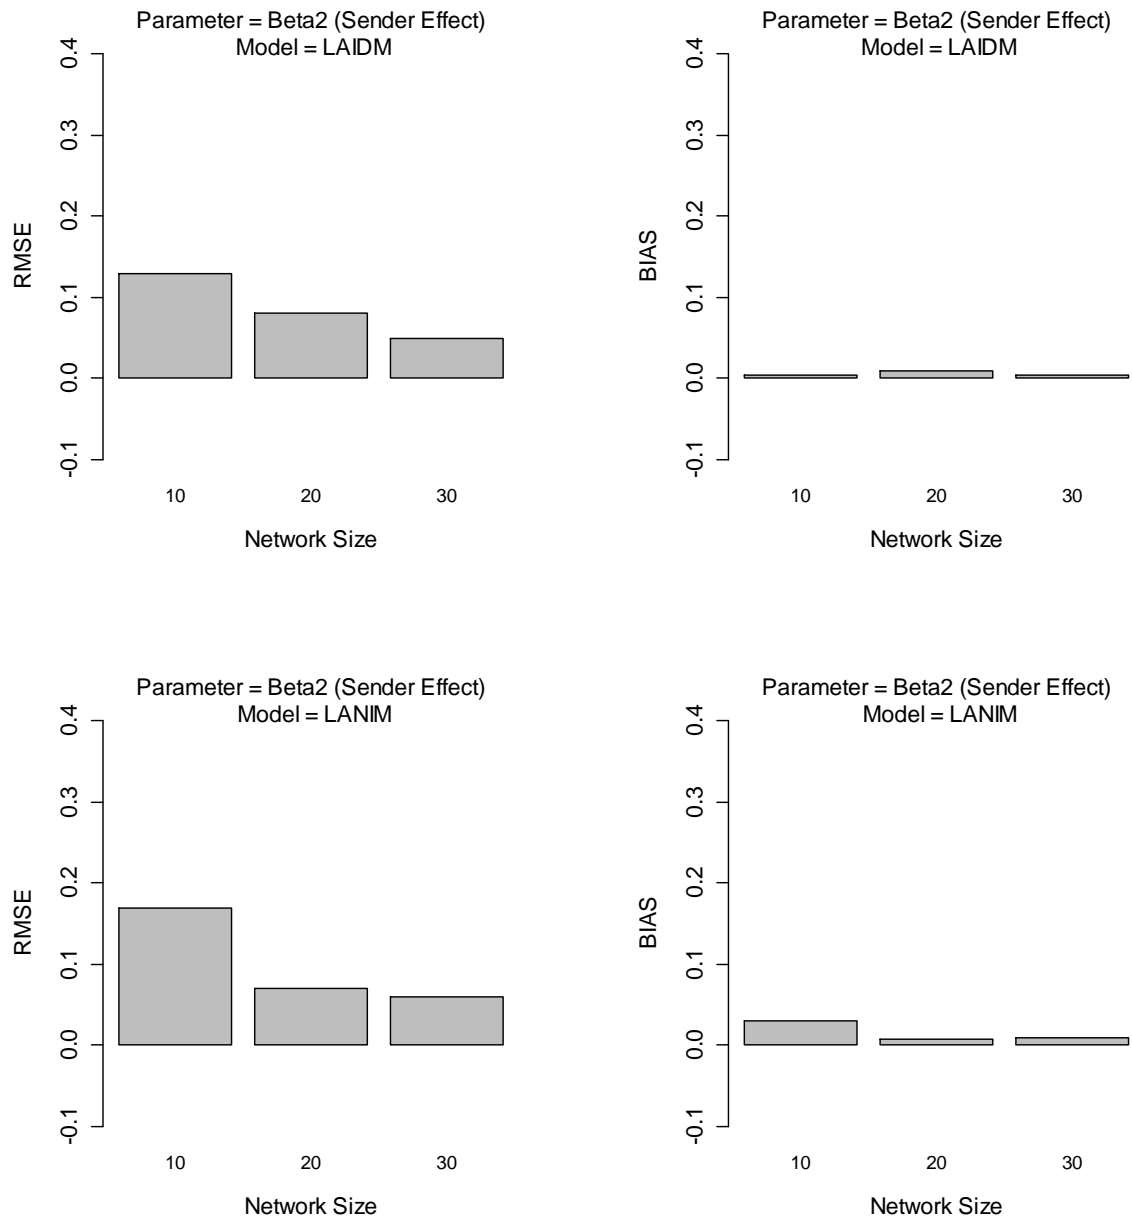 Parameter = Beta2 (Sender Effect)
Model = LAIDM
RMSE
0.4
0.3
0.2
0.1
0.0
-0.1
10 20 30
Network Size
Parameter = Beta2 (Sender Effect)
Model = LAIDM
BIAS
0.4
0.3
0.2
0.1
0.0
-0.1
10 20 30
Network Size
Parameter = Beta2 (Sender Effect)
Model = LANIM
RMSE
0.4
0.3
0.2
0.1
0.0
-0.1
10 20 30
Network Size
Parameter = Beta2 (Sender Effect)
Model = LANIM
BIAS
0.4
0.3
0.2
0.1
0.0
-0.1
10 20 30
Network Size